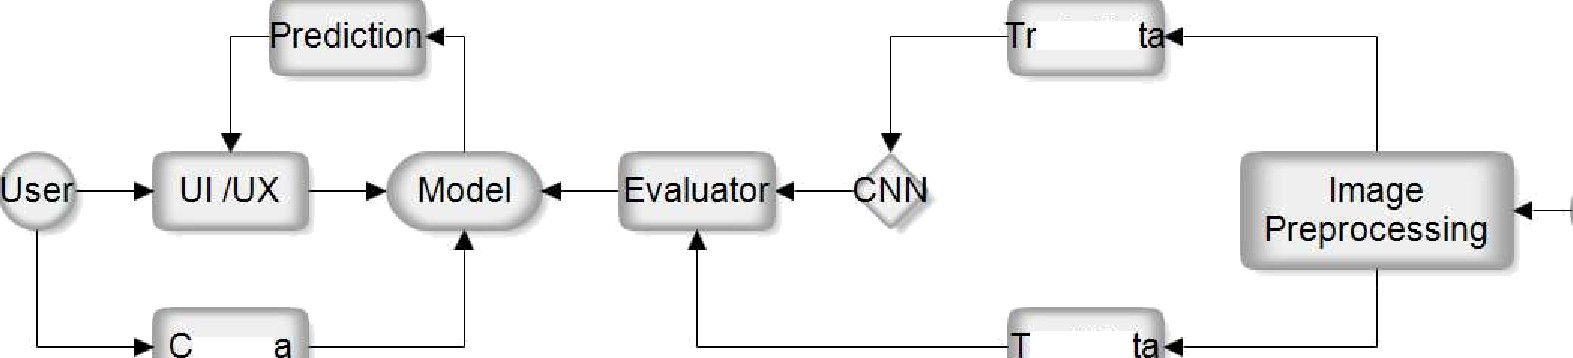 Prediction
User
UI /UX
Model
Evaluator
CNN
Image
Preprocessing